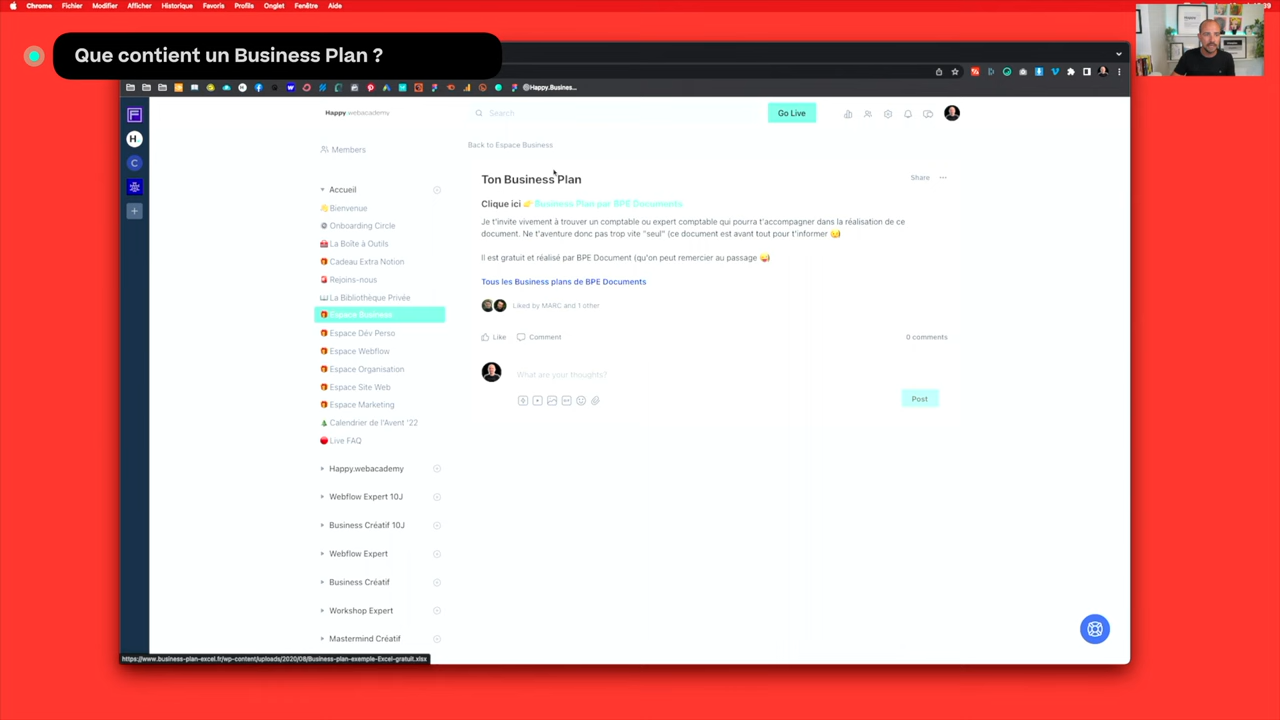 Chrome Fichier Modifier Afficher Historique Favoris Profils Onglet Fenêtre Aide
Que contient un Business Plan ?
@Happy.Busines...
Happy.webacademy
Search
Go Live
Members
Back to Espace Business
Accueil
Bienvenue
Onboarding Circle
La Boîte à Outils
Cadeau Extra Notion
Rejoins-nous
La Bibliothèque Privée
Espace Business
Espace Dév Perso
Espace Webflow
Espace Organisation
Espace Site Web
Espace Marketing
Calendrier de l'Avent '22
Live FAQ
Happy.webacademy
Webflow Expert 10J
Business Créatif 10J
Webflow Expert
Business Créatif
Workshop Expert
Mastermind Créatif
Ton Business Plan
Share
Clique ici 👉 Business Plan par BPE Documents
Je t'invite vivement à trouver un comptable ou expert comptable qui pourra t'accompagner dans la réalisation de ce
document. Ne t'aventure donc pas trop vite "seul" (ce document est avant tout pour t'informer 😉
Il est gratuit et réalisé par BPE Document (qu'on peut remercier au passage 😜
Tous les Business plans de BPE Documents
Liked by MARC and 1 other
Like Comment
0 comments
What are your thoughts?
Post
https://www.business-plan-excel.fr/wp-content/uploads/2020/08/Business-plan-exemple-Excel-gratuit.xlsx